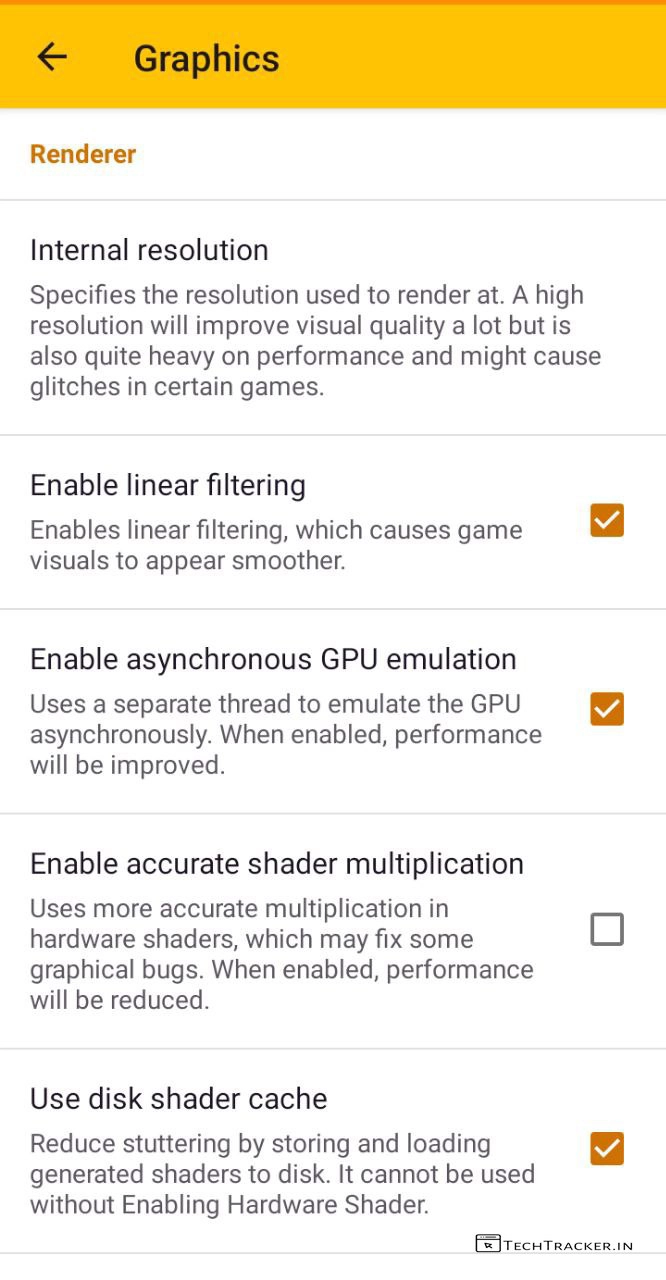 Graphics
Renderer
Internal resolution
Specifies the resolution used to render at. A high
resolution will improve visual quality a lot but is
also quite heavy on performance and might cause
glitches in certain games.
Enable linear filtering
Enables linear filtering, which causes game
visuals to appear smoother.
Enable asynchronous GPU emulation
Uses a separate thread to emulate the GPU
asynchronously. When enabled, performance
will be improved.
Enable accurate shader multiplication
Uses more accurate multiplication in
hardware shaders, which may fix some
graphical bugs. When enabled, performance
will be reduced.
Use disk shader cache
Reduce stuttering by storing and loading
generated shaders to disk. It cannot be used
without Enabling Hardware Shader.
TechTracker.in